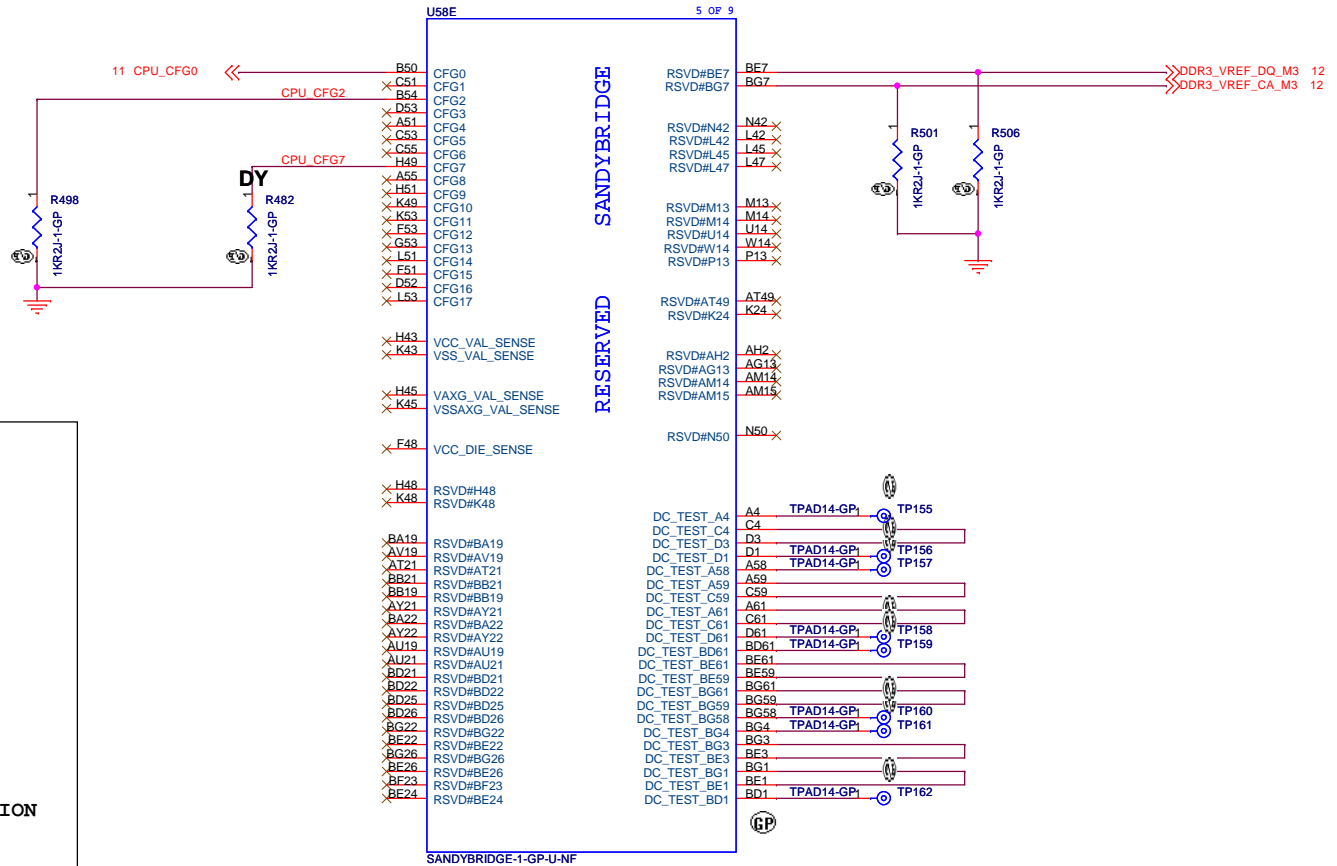 U58E
5 OF 9
SANDYBRIDGE
RESERVED
11 CPU_CFG0
CPU_CFG2
CPU_CFG7
DY
R498
1KR2J-1-GP
1
R482
1KR2J-1-GP
1
B50 CFG0
C51 CFG1
B54 CFG2
D53 CFG3
A51 CFG4
C53 CFG5
C55 CFG6
H49 CFG7
A55 CFG8
H51 CFG9
K49 CFG10
K53 CFG11
F53 CFG12
G53 CFG13
L51 CFG14
F51 CFG15
D52 CFG16
L53 CFG17
H43 VCC_VAL_SENSE
K43 VSS_VAL_SENSE
H45 VAXG_VAL_SENSE
K45 VSSAXG_VAL_SENSE
F48 VCC_DIE_SENSE
H48 RSVD#H48
K48 RSVD#K48
BA19 RSVD#BA19
AV19 RSVD#AV19
AT21 RSVD#AT21
BB21 RSVD#BB21
BB19 RSVD#BB19
AY21 RSVD#AY21
BA22 RSVD#BA22
AY22 RSVD#AY22
AU19 RSVD#AU19
AU21 RSVD#AU21
BD21 RSVD#BD21
BD22 RSVD#BD22
BD25 RSVD#BD25
BD26 RSVD#BD26
BG22 RSVD#BG22
BE22 RSVD#BE22
BG26 RSVD#BG26
BE26 RSVD#BE26
BF23 RSVD#BF23
BE24 RSVD#BE24
RSVD#BE7 BE7
RSVD#BG7 BG7
DDR3_VREF_DQ_M3 12
DDR3_VREF_CA_M3 12
R501
1KR2J-1-GP
1
R506
1KR2J-1-GP
1
RSVD#N42 N42
RSVD#L42 L42
RSVD#L45 L45
RSVD#L47 L47
RSVD#M13 M13
RSVD#M14 M14
RSVD#U14 U14
RSVD#W14 W14
RSVD#P13 P13
RSVD#AT49 AT49
RSVD#K24 K24
RSVD#AH2 AH2
RSVD#AG13 AG13
RSVD#AM14 AM14
RSVD#AM15 AM15
RSVD#N50 N50
DC_TEST_A4 A4 TPAD14-GP 1 TP155
DC_TEST_C4 C4
DC_TEST_D3 D3
DC_TEST_D1 D1 TPAD14-GP 1 TP156
DC_TEST_A58 A58 TPAD14-GP 1 TP157
DC_TEST_A59 A59
DC_TEST_C59 C59
DC_TEST_A61 A61
DC_TEST_C61 C61
DC_TEST_D61 D61 TPAD14-GP 1 TP158
DC_TEST_BD61 BD61 TPAD14-GP 1 TP159
DC_TEST_BE61 BE61
DC_TEST_BE59 BE59
DC_TEST_BG61 BG61
DC_TEST_BG59 BG59
DC_TEST_BG58 BG58 TPAD14-GP 1 TP160
DC_TEST_BG4 BG4 TPAD14-GP 1 TP161
DC_TEST_BG3 BG3
DC_TEST_BE3 BE3
DC_TEST_BG1 BG1
DC_TEST_BE1 BE1
DC_TEST_BD1 BD1 TPAD14-GP 1 TP162
GP
ION
SANDYBRIDGE-1-GP-U-NF